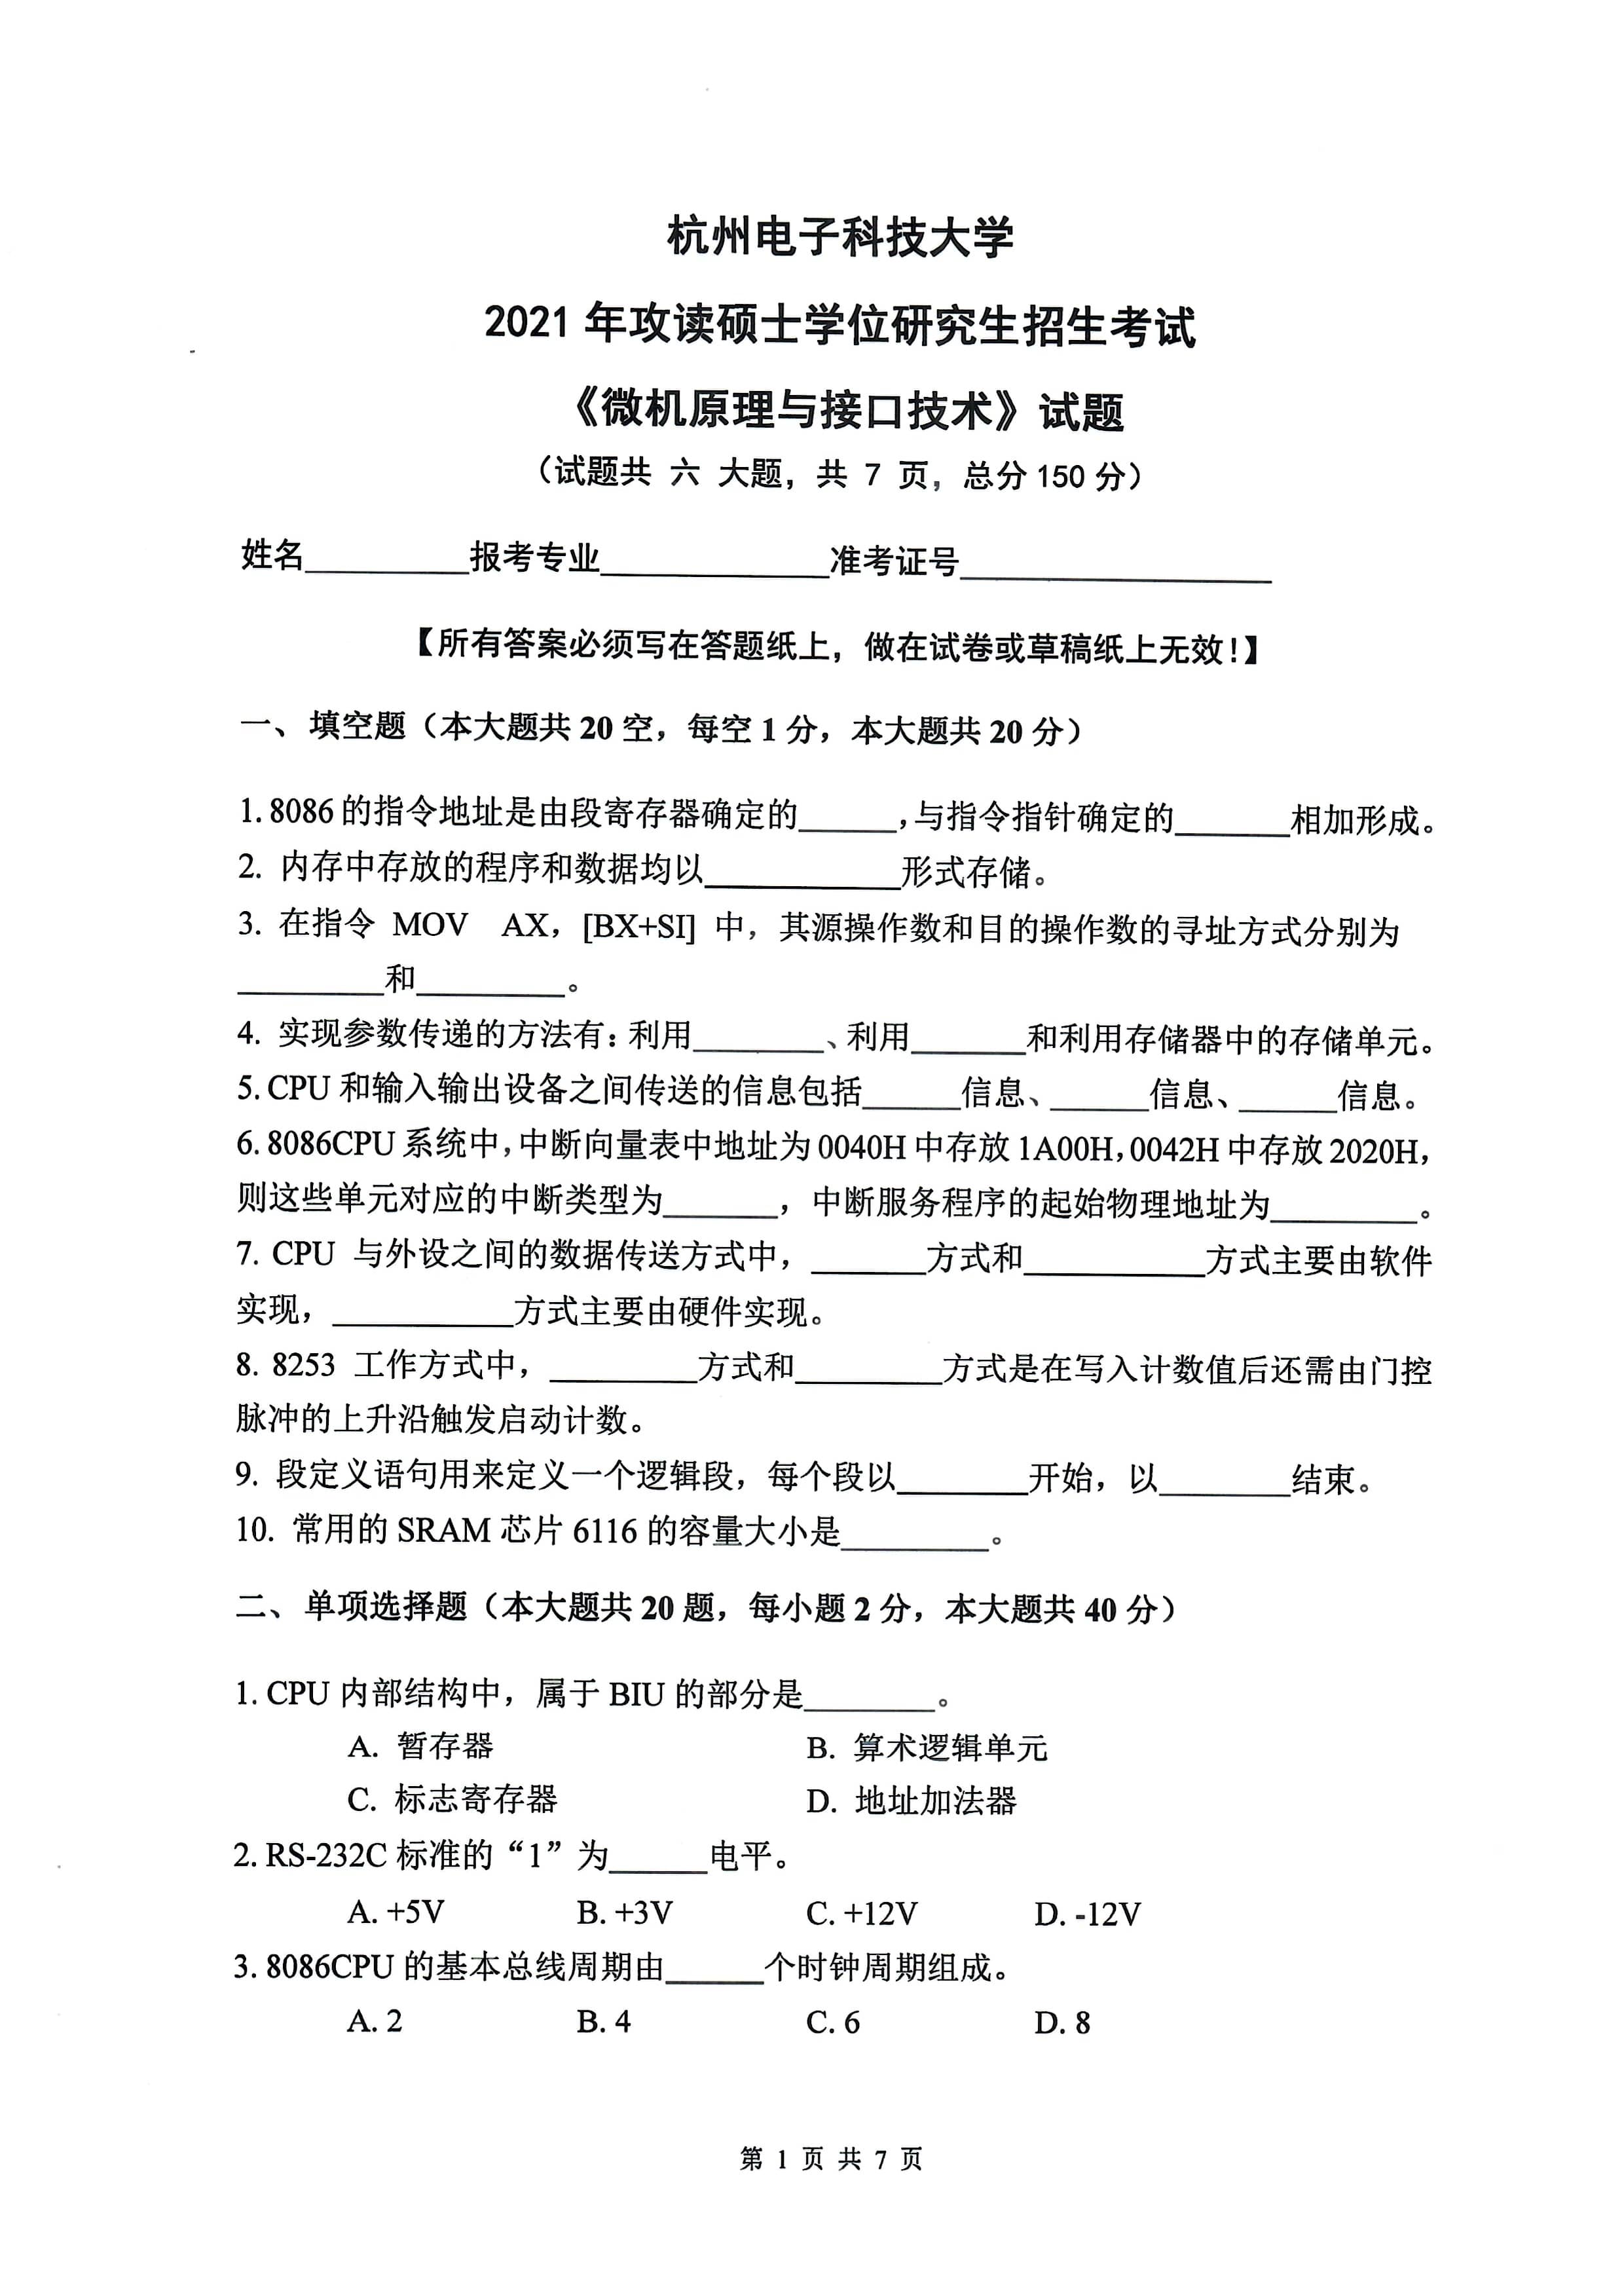 杭州电子科技大学
2021 年攻读硕士学位研究生招生考试
《微机原理与接口技术》试题
（试题共 六 大题，共 7 页，总分 150 分）
姓名__________报考专业______________准考证号___________________
【所有答案必须写在答题纸上，做在试卷或草稿纸上无效！】
一、 填空题（本大题共 20 空，每空 1 分，本大题共 20 分）
1. 8086 的指令地址是由段寄存器确定的______，与指令指针确定的_______相加形成。
2. 内存中存放的程序和数据均以____________形式存储。
3. 在指令 MOV AX，[BX+SI] 中，其源操作数和目的操作数的寻址方式分别为
_________和_________。
4. 实现参数传递的方法有：利用________、利用_______和利用存储器中的存储单元。
5. CPU 和输入输出设备之间传送的信息包括______信息、______信息、______信息。
6. 8086CPU 系统中，中断向量表中地址为 0040H 中存放 1A00H，0042H 中存放 2020H，
则这些单元对应的中断类型为_______，中断服务程序的起始物理地址为_________。
7. CPU 与外设之间的数据传送方式中，_______方式和___________方式主要由软件
实现，___________方式主要由硬件实现。
8. 8253 工作方式中，_________方式和_________方式是在写入计数值后还需由门控
脉冲的上升沿触发启动计数。
9. 段定义语句用来定义一个逻辑段，每个段以________开始，以________结束。
10. 常用的 SRAM 芯片 6116 的容量大小是_________。
二、 单项选择题（本大题共 20 题，每小题 2 分，本大题共 40 分）
1. CPU 内部结构中，属于 BIU 的部分是________。
A. 暂存器 B. 算术逻辑单元
C. 标志寄存器 D. 地址加法器
2. RS-232C 标准的“1”为______电平。
A. +5V B. +3V C. +12V D. -12V
3. 8086CPU 的基本总线周期由______个时钟周期组成。
A. 2 B. 4 C. 6 D. 8
第 1 页 共 7 页